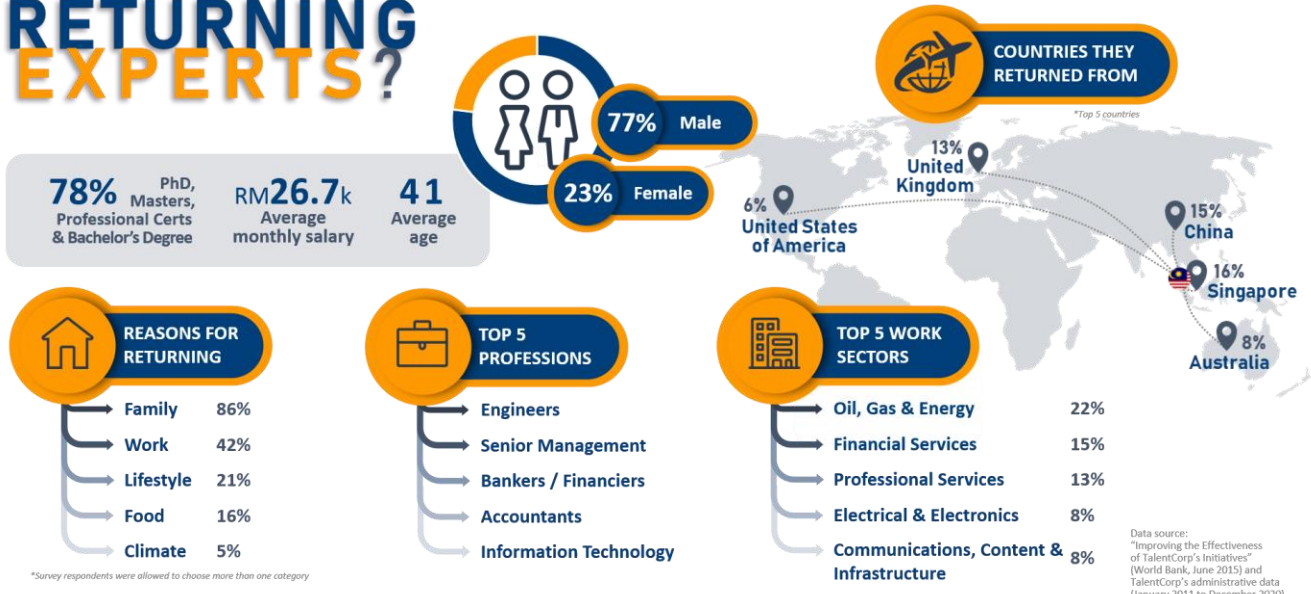 RETURNING
EXPERTS?
78% PhD,
Masters,
Professional Certs
& Bachelor's Degree
RM26.7k
Average
monthly salary
41
Average
age
77% Male
23% Female
COUNTRIES THEY
RETURNED FROM
*Top 5 countries
13%
United
Kingdom
6%
United States
of America
15%
China
16%
Singapore
8%
Australia
REASONS FOR
RETURNING
Family 86%
Work 42%
Lifestyle 21%
Food 16%
Climate 5%
*Survey respondents were allowed to choose more than one category
TOP 5
PROFESSIONS
Engineers
Senior Management
Bankers / Financiers
Accountants
Information Technology
TOP 5 WORK
SECTORS
Oil, Gas & Energy 22%
Financial Services 15%
Professional Services 13%
Electrical & Electronics 8%
Communications, Content & 8%
Infrastructure
Data source:
"Improving the Effectiveness
of TalentCorp's Initiatives"
(World Bank, June 2015) and
TalentCorp's administrative data
(January 2011 to December 2020)